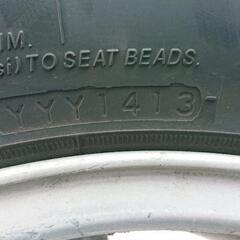 IM.
si) TO SEAT BEADS.
YYY1413